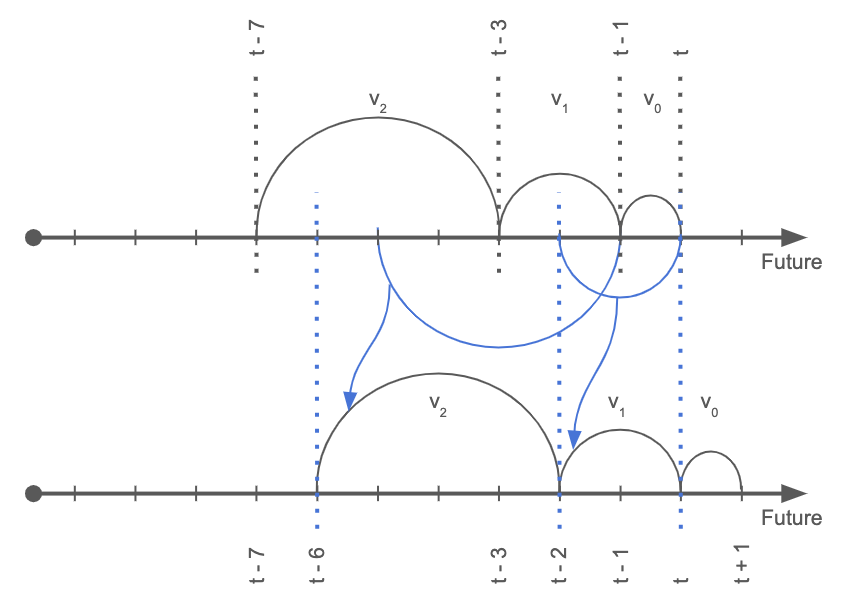 t - 7
t - 3
t - 1
t
v2
v1
v0
Future
v2
v1
v0
Future
t - 7
t - 6
t - 3
t - 2
t - 1
t
t + 1